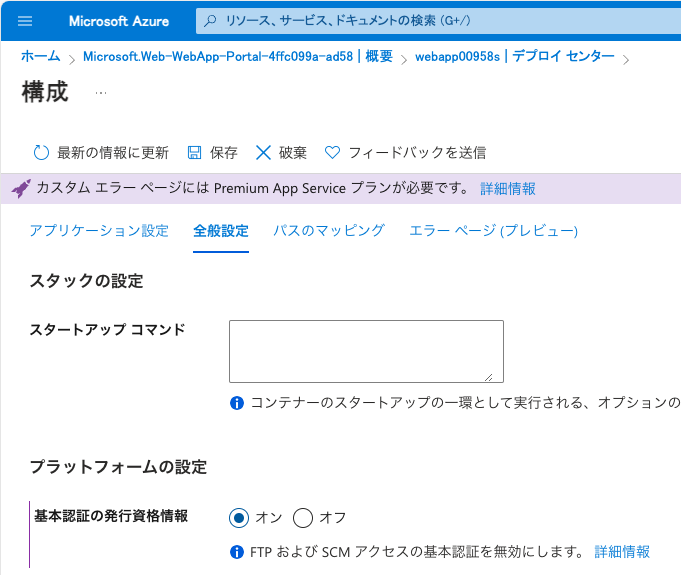 Microsoft Azure
リソース、サービス、ドキュメントの検索 (G+/)
ホーム > Microsoft.Web-WebApp-Portal-4ffc099a-ad58 | 概要 > webapp00958s | デプロイ センター >
構成 ...
最新の情報に更新 保存 破棄 フィードバックを送信
カスタム エラー ページには Premium App Service プランが必要です。 詳細情報
アプリケーション設定 全般設定 パスのマッピング エラー ページ (プレビュー)
スタックの設定
スタートアップ コマンド
コンテナーのスタートアップの一環として実行される、オプションの
プラットフォームの設定
基本認証の発行資格情報 オン オフ
FTP および SCM アクセスの基本認証を無効にします。 詳細情報